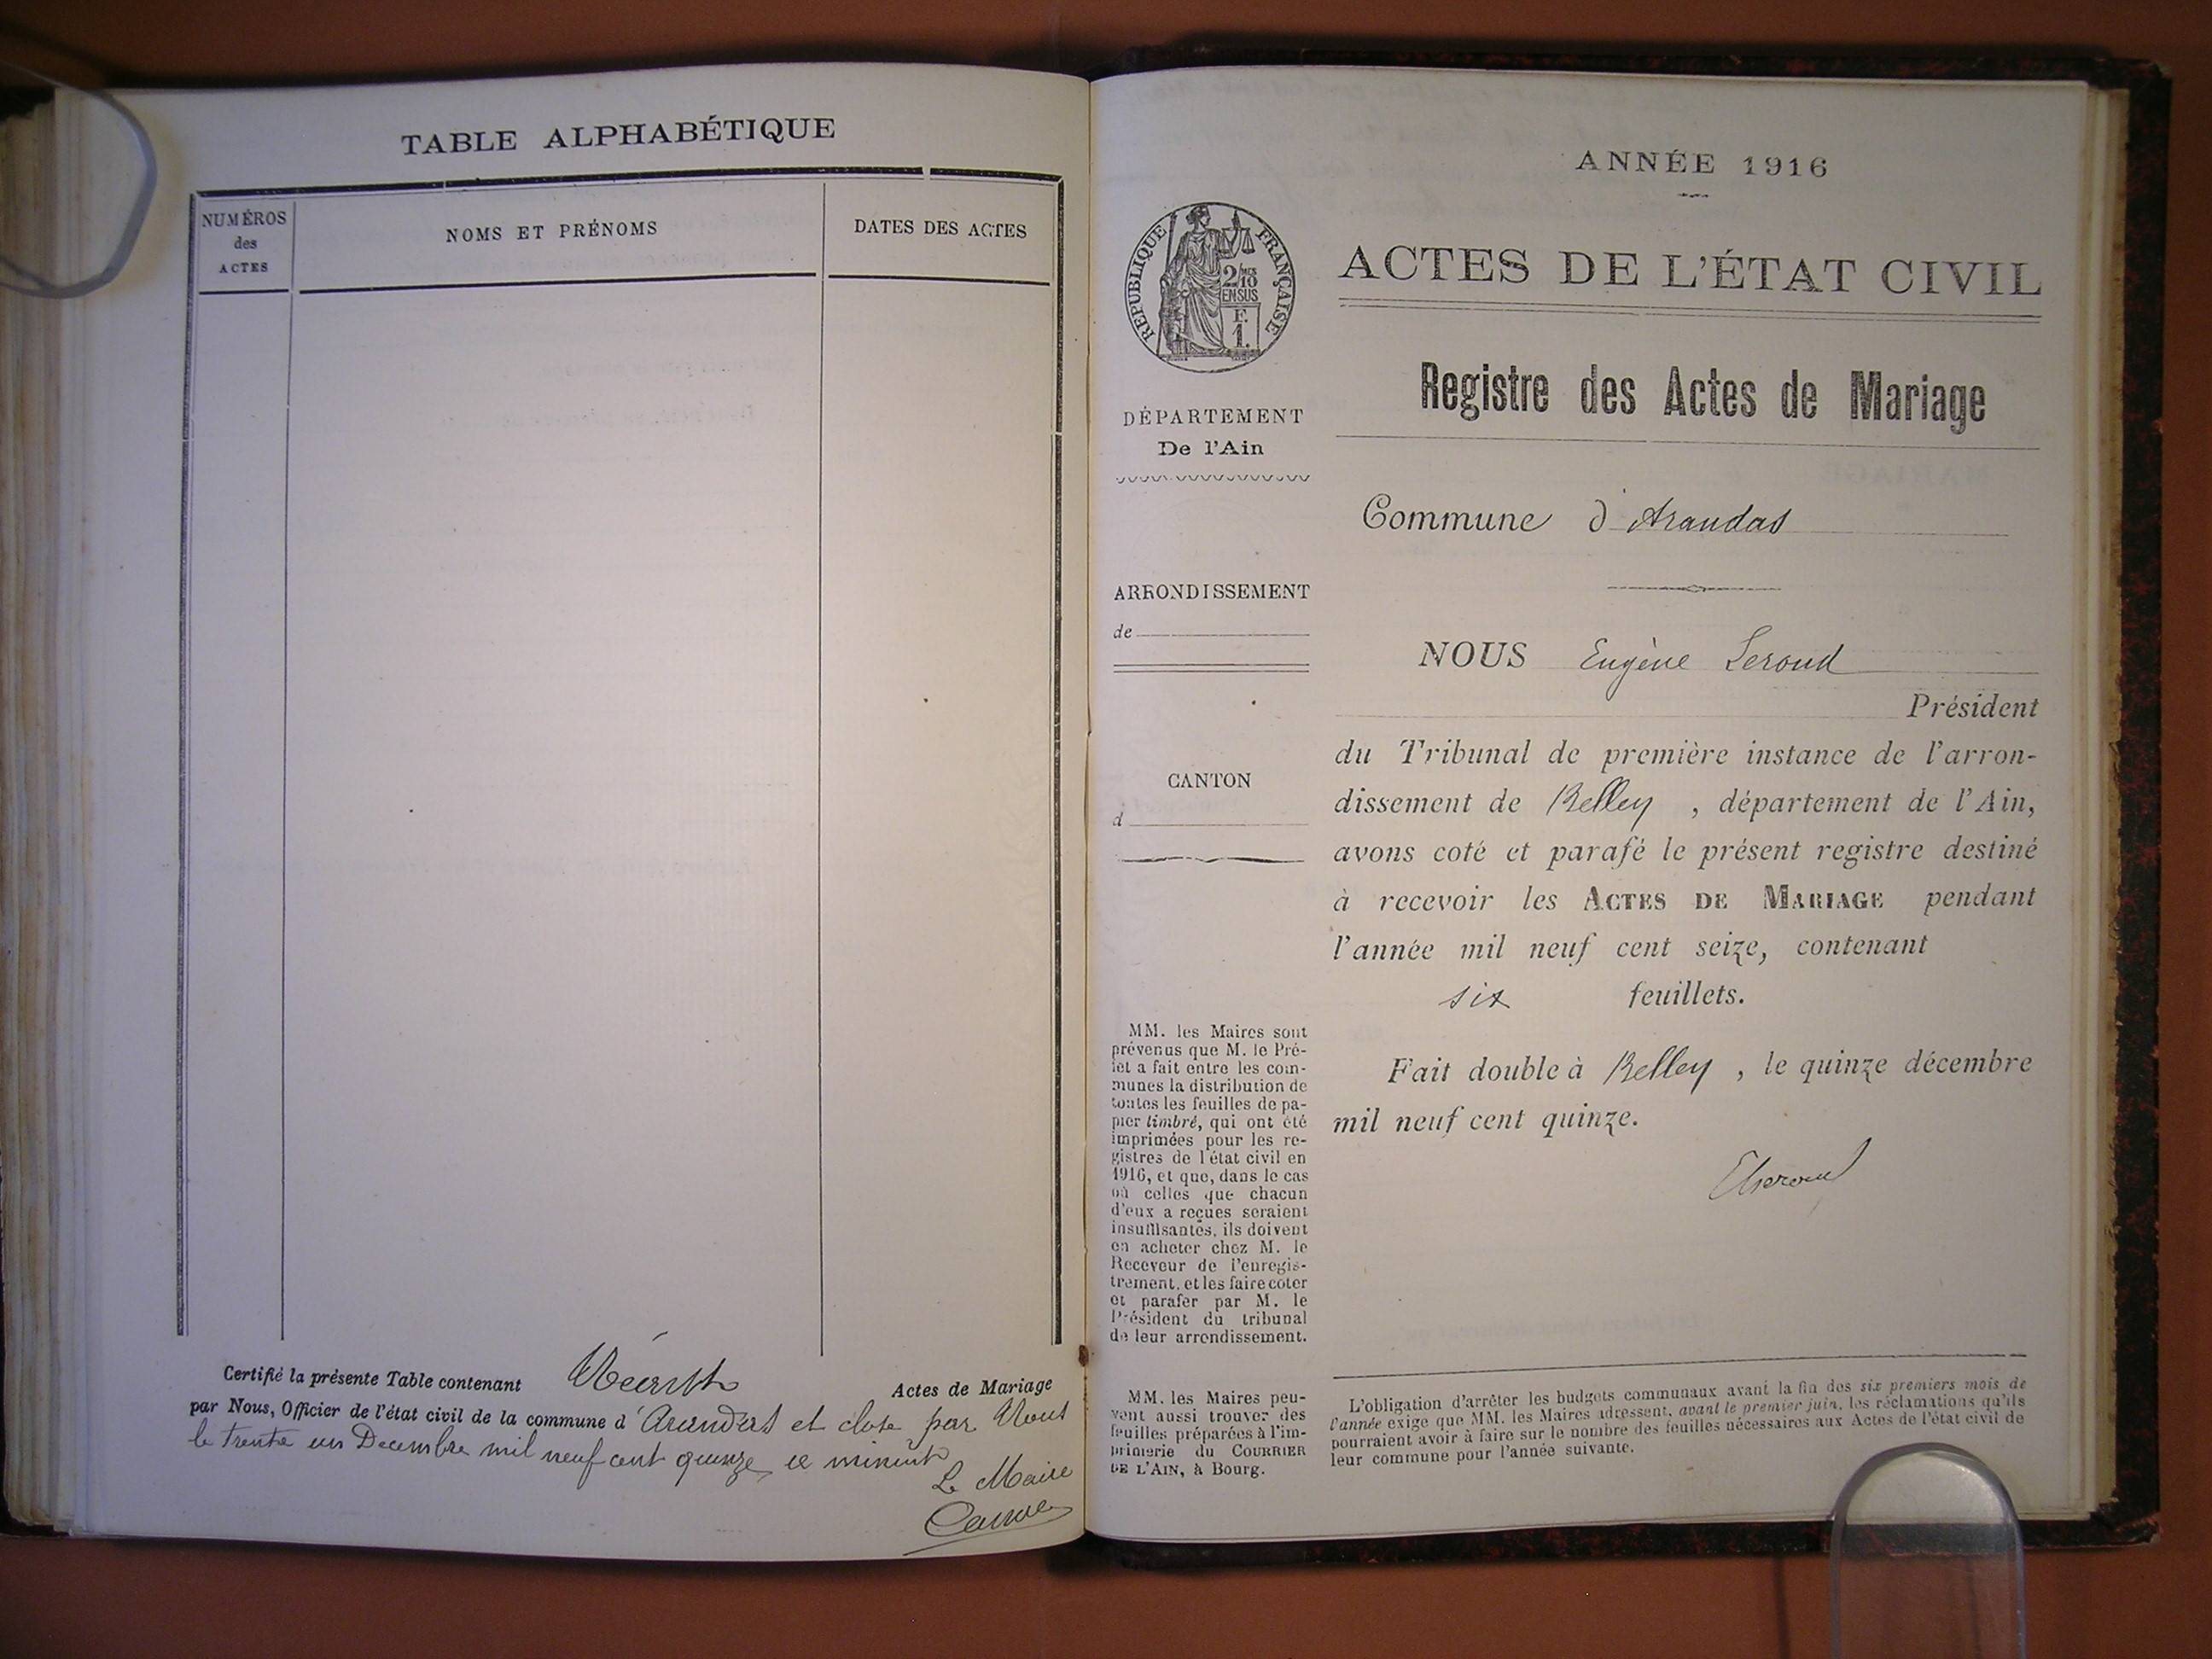 TABLE ALPHABÉTIQUE
NUMÉROS
des
ACTES
NOMS ET PRÉNOMS
DATES DES ACTES
Certifié la présente Table contenant Néant Actes de Mariage
par Nous, Officier de l'état civil de la commune d'Arandas et close par Nous
le trente un Decembre mil neuf cent quinze à minuit
Le Maire
ANNÉE 1916
RÉPUBLIQUE FRANÇAISE
2/10
EN SUS
F.
1.
ACTES DE L'ÉTAT CIVIL
Registre des Actes de Mariage
DÉPARTEMENT
De l'Ain
Commune d'Arandas
ARRONDISSEMENT
de
NOUS Eugène Leroud
Président
du Tribunal de première instance de l'arron-
dissement de Belley , département de l'Ain,
avons coté et parafé le présent registre destiné
à recevoir les ACTES DE MARIAGE pendant
l'année mil neuf cent seize, contenant
six feuillets.
Fait double à Belley , le quinze décembre
mil neuf cent quinze.
CANTON
d
MM. les Maires sont
prévenus que M. le Pré-
fet a fait entre les com-
munes la distribution de
toutes les feuilles de pa-
pier timbré, qui ont été
imprimées pour les re-
gistres de l'état civil en
1916, et que, dans le cas
où celles que chacun
d'eux a reçues seraient
insuffisantes, ils doivent
en acheter chez M. le
Receveur de l'enregis-
trement, et les faire coter
et parafer par M. le
Président du tribunal
de leur arrondissement.
MM. les Maires peu-
vent aussi trouver des
feuilles préparées à l'im-
primerie du COURRIER
DE L'AIN, à Bourg.
L'obligation d'arrêter les budgets communaux avant la fin des six premiers mois de
l'année exige que MM. les Maires adressent, avant le premier juin, les réclamations qu'ils
pourraient avoir à faire sur le nombre des feuilles nécessaires aux Actes de l'état civil de
leur commune pour l'année suivante.